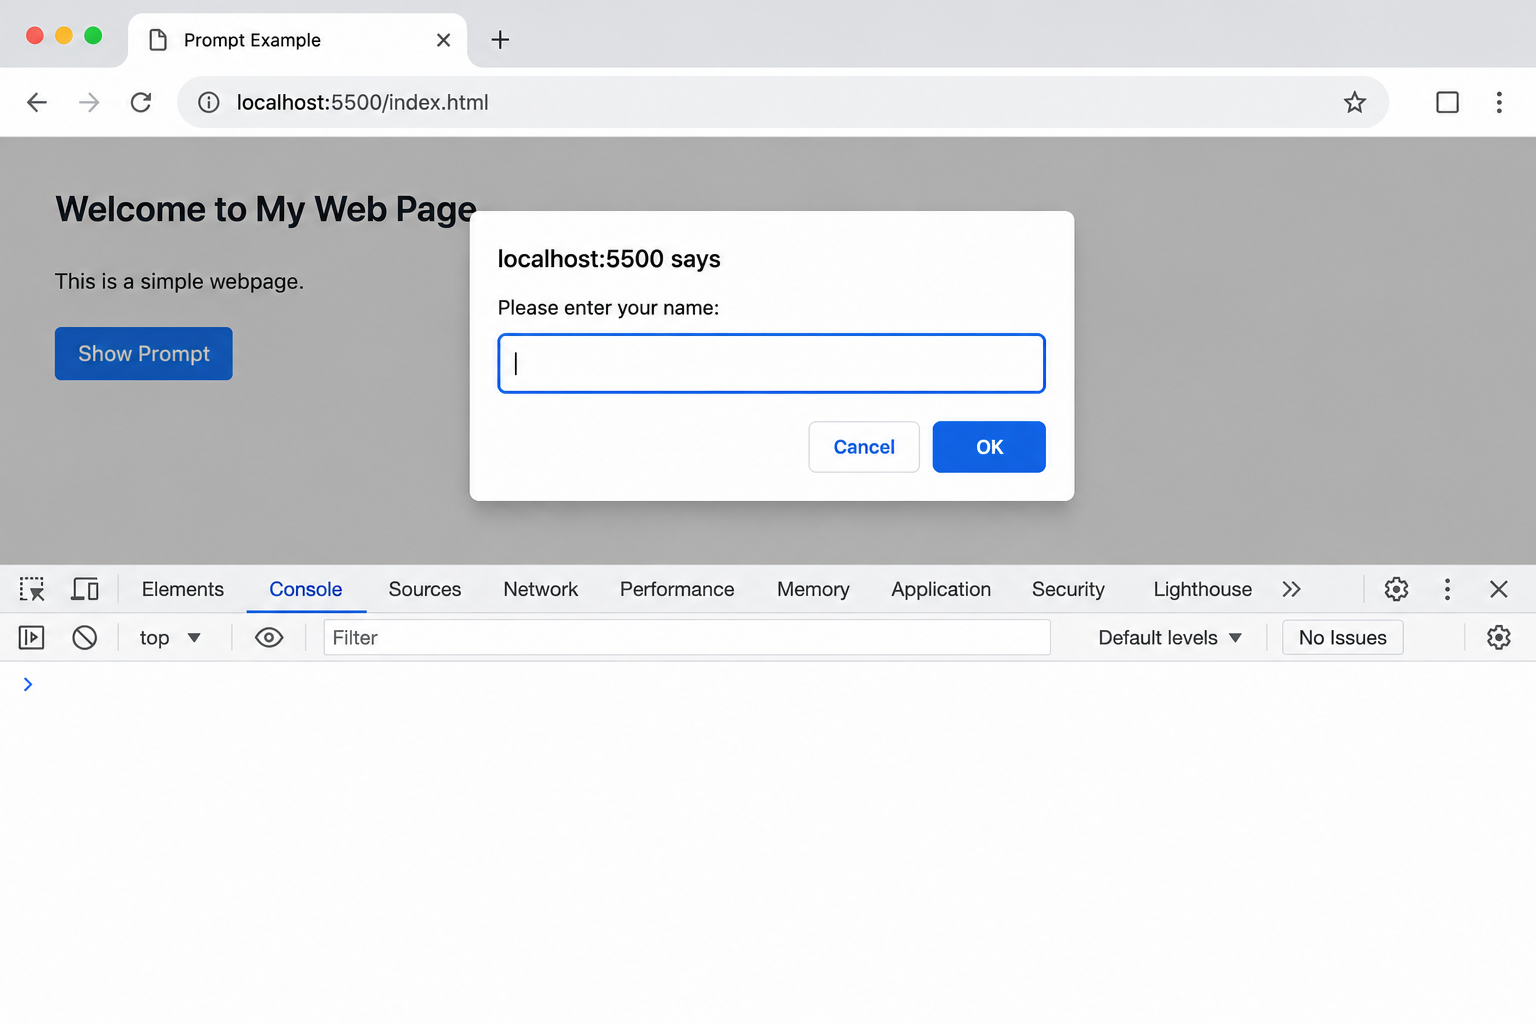 Prompt Example
localhost:5500/index.html
Welcome to My Web Page
This is a simple webpage.
Show Prompt
localhost:5500 says
Please enter your name:
Cancel
OK
Elements Console Sources Network Performance Memory Application Security Lighthouse
top Filter Default levels No Issues